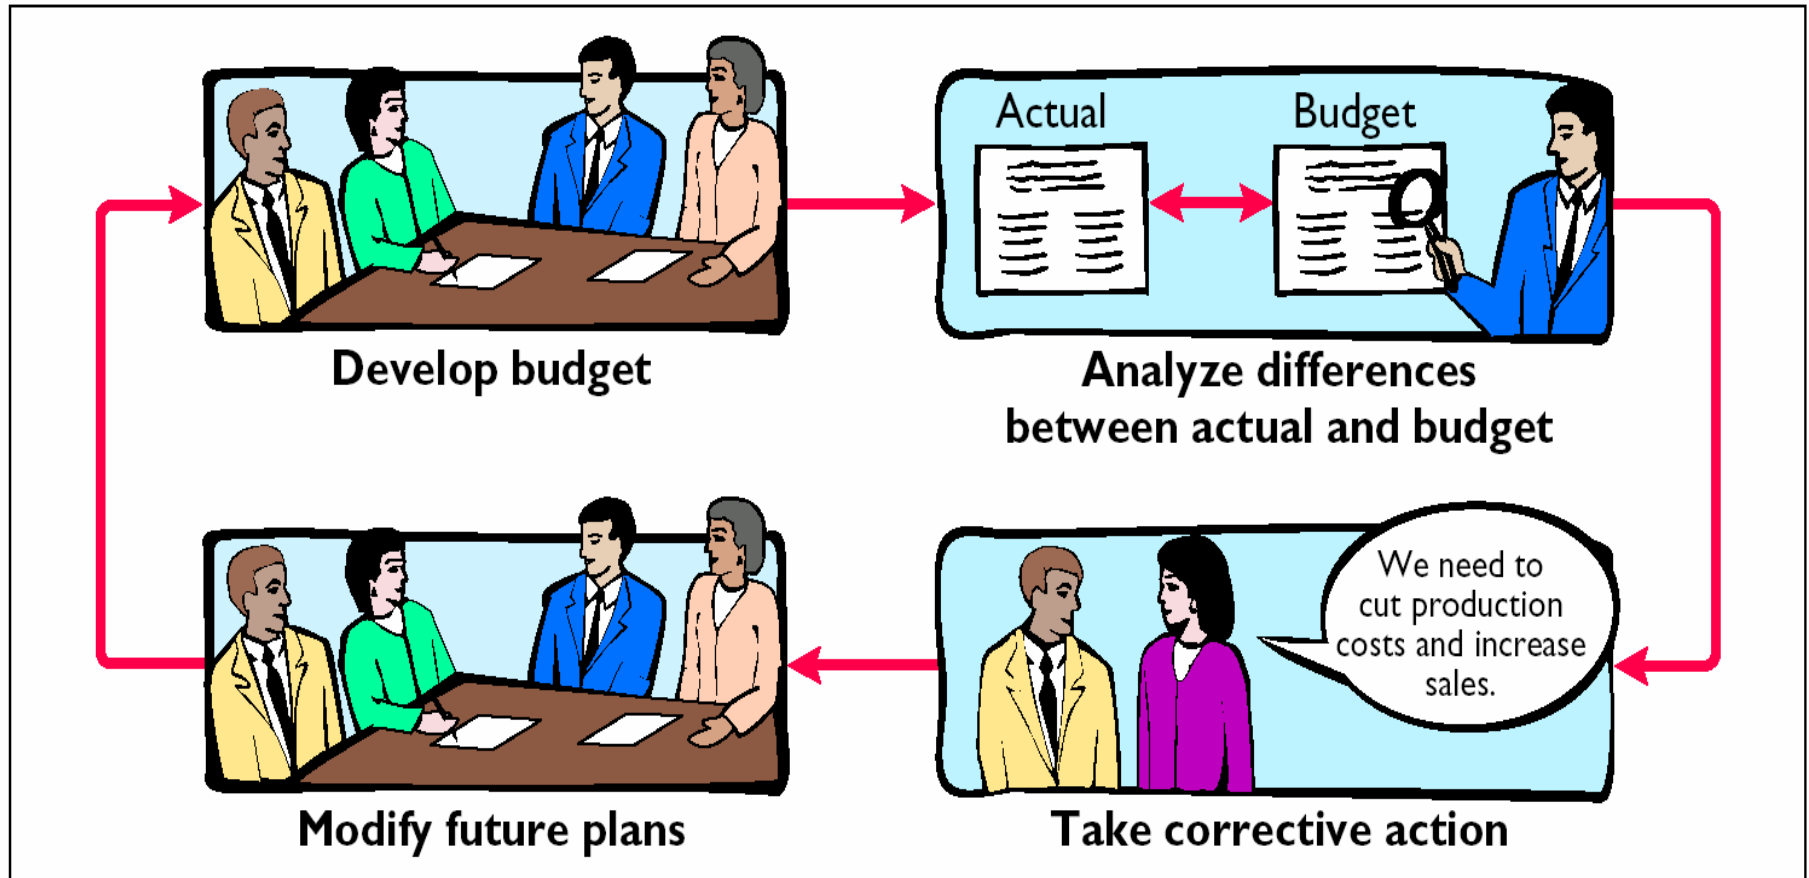 Actual
Budget
Develop budget
Analyze differences
between actual and budget
We need to
cut production
costs and increase
sales.
Modify future plans
Take corrective action